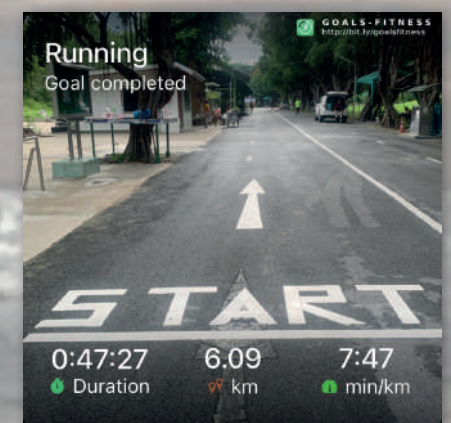 GOALS-FITNESS
http://bit.ly/goalsfitness
Running
Goal completed
START
0:47:27 6.09 7:47
Duration km min/km